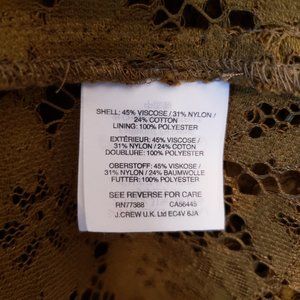 SHELL: 45% VISCOSE / 31% NYLON /
24% COTTON
LINING: 100% POLYESTER
EXTÉRIEUR: 45% VISCOSE /
31% NYLON / 24% COTON
DOUBLURE: 100% POLYESTER
OBERSTOFF: 45% VISKOSE /
31% NYLON / 24% BAUMWOLLE
FUTTER: 100% POLYESTER
SEE REVERSE FOR CARE
RN77388 CA56445
J.CREW U.K. Ltd EC4V 6JA